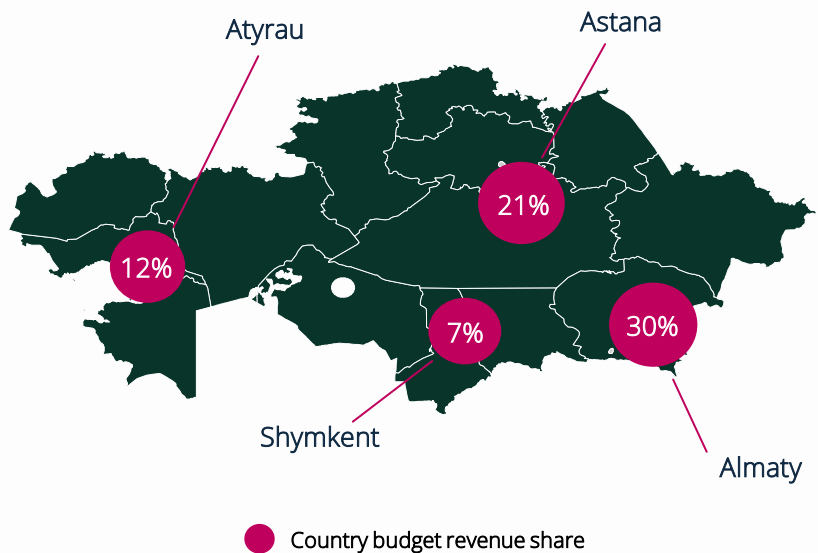 Astana
Atyrau
21%
12%
30%
7%
Shymkent
Almaty
Country budget revenue share